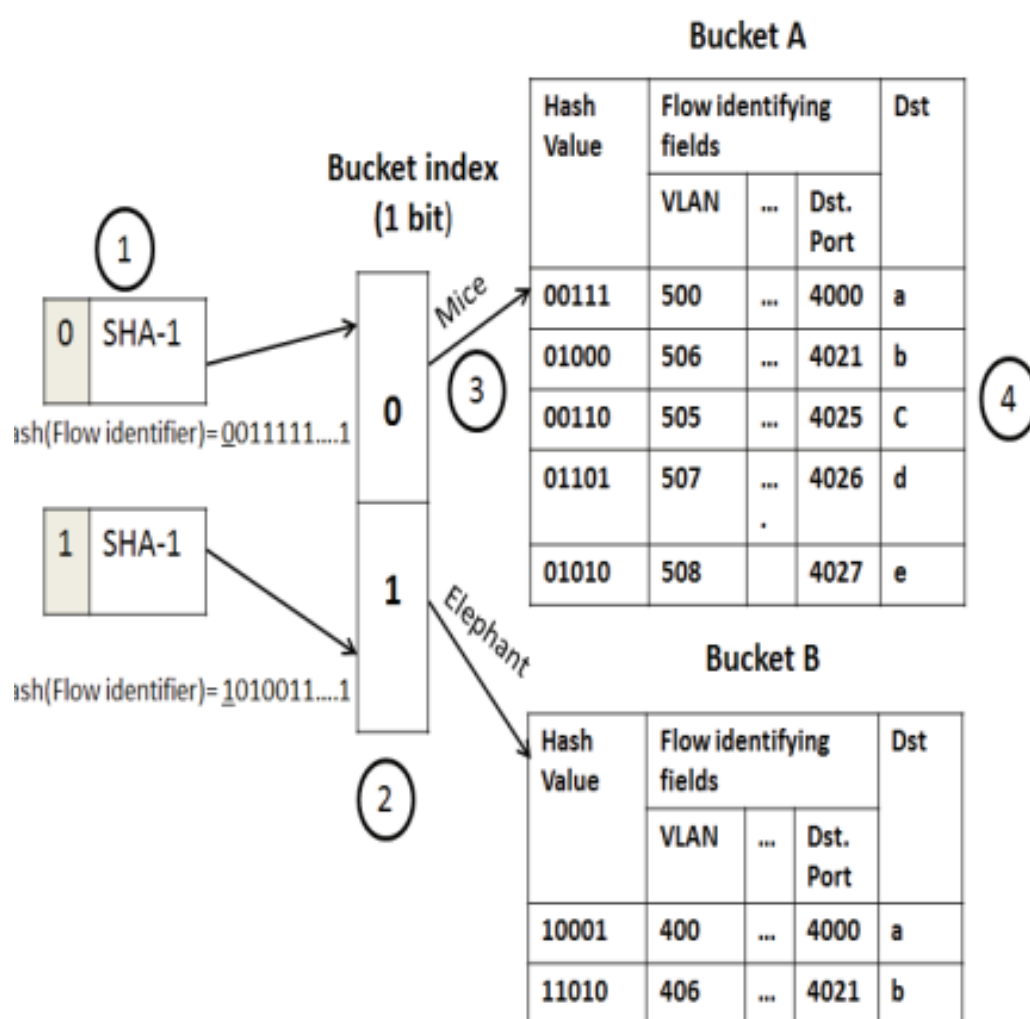 Bucket A
Hash Value
Flow identifying fields
Dst
VLAN
...
Dst. Port
00111 500 ... 4000 a
01000 506 ... 4021 b
00110 505 ... 4025 C
01101 507 ... . 4026 d
01010 508 4027 e
Bucket index
(1 bit)
1
0 SHA-1
ash(Flow identifier)= 0011111....1
1 SHA-1
ash(Flow identifier)= 1010011....1
0
1
2
Mice
3
Elephant
4
Bucket B
Hash Value
Flow identifying fields
Dst
VLAN
...
Dst. Port
10001 400 ... 4000 a
11010 406 ... 4021 b